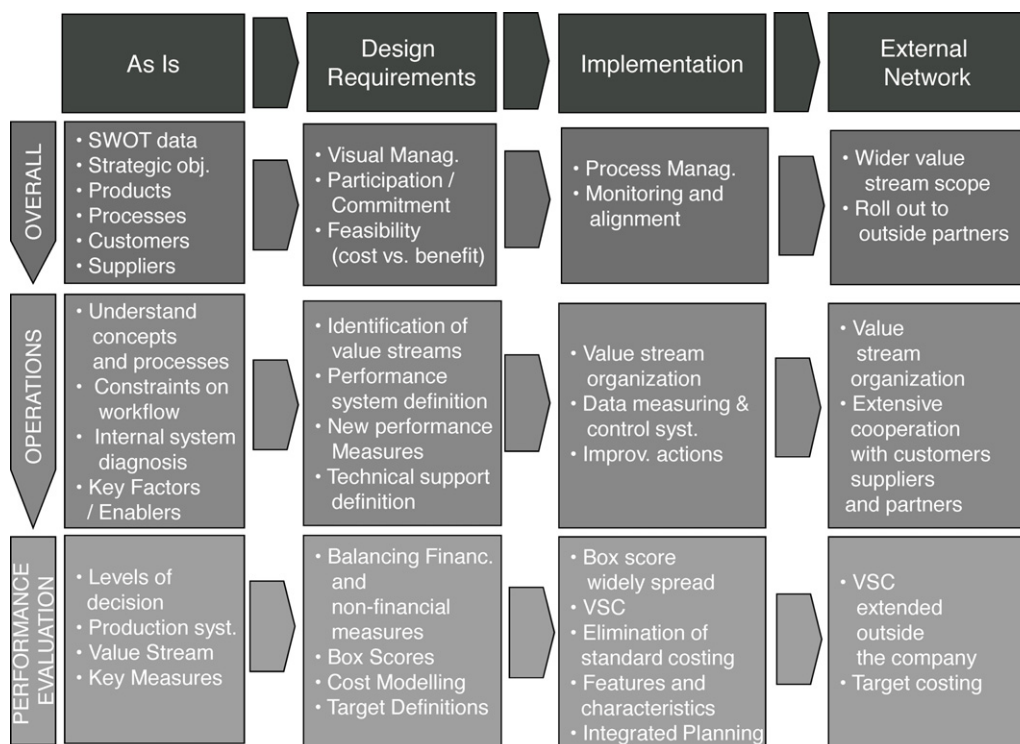 As Is
Design
Requirements
Implementation
External
Network
OVERALL
• SWOT data
• Strategic obj.
• Products
• Processes
• Customers
• Suppliers
• Visual Manag.
• Participation /
Commitment
• Feasibility
(cost vs. benefit)
• Process Manag.
• Monitoring and
alignment
• Wider value
stream scope
• Roll out to
outside partners
OPERATIONS
• Understand
concepts
and processes
• Constraints on
workflow
• Internal system
diagnosis
• Key Factors
/ Enablers
• Identification of
value streams
• Performance
system definition
• New performance
Measures
• Technical support
definition
• Value stream
organization
• Data measuring &
control syst.
• Improv. actions
• Value
stream
organization
• Extensive
cooperation
with customers
suppliers
and partners
PERFORMANCE
EVALUATION
• Levels of
decision
• Production syst.
• Value Stream
• Key Measures
• Balancing Financ.
and
non-financial
measures
• Box Scores
• Cost Modelling
• Target Definitions
• Box score
widely spread
• VSC
• Elimination of
standard costing
• Features and
characteristics
• Integrated Planning
• VSC
extended
outside
the company
• Target costing